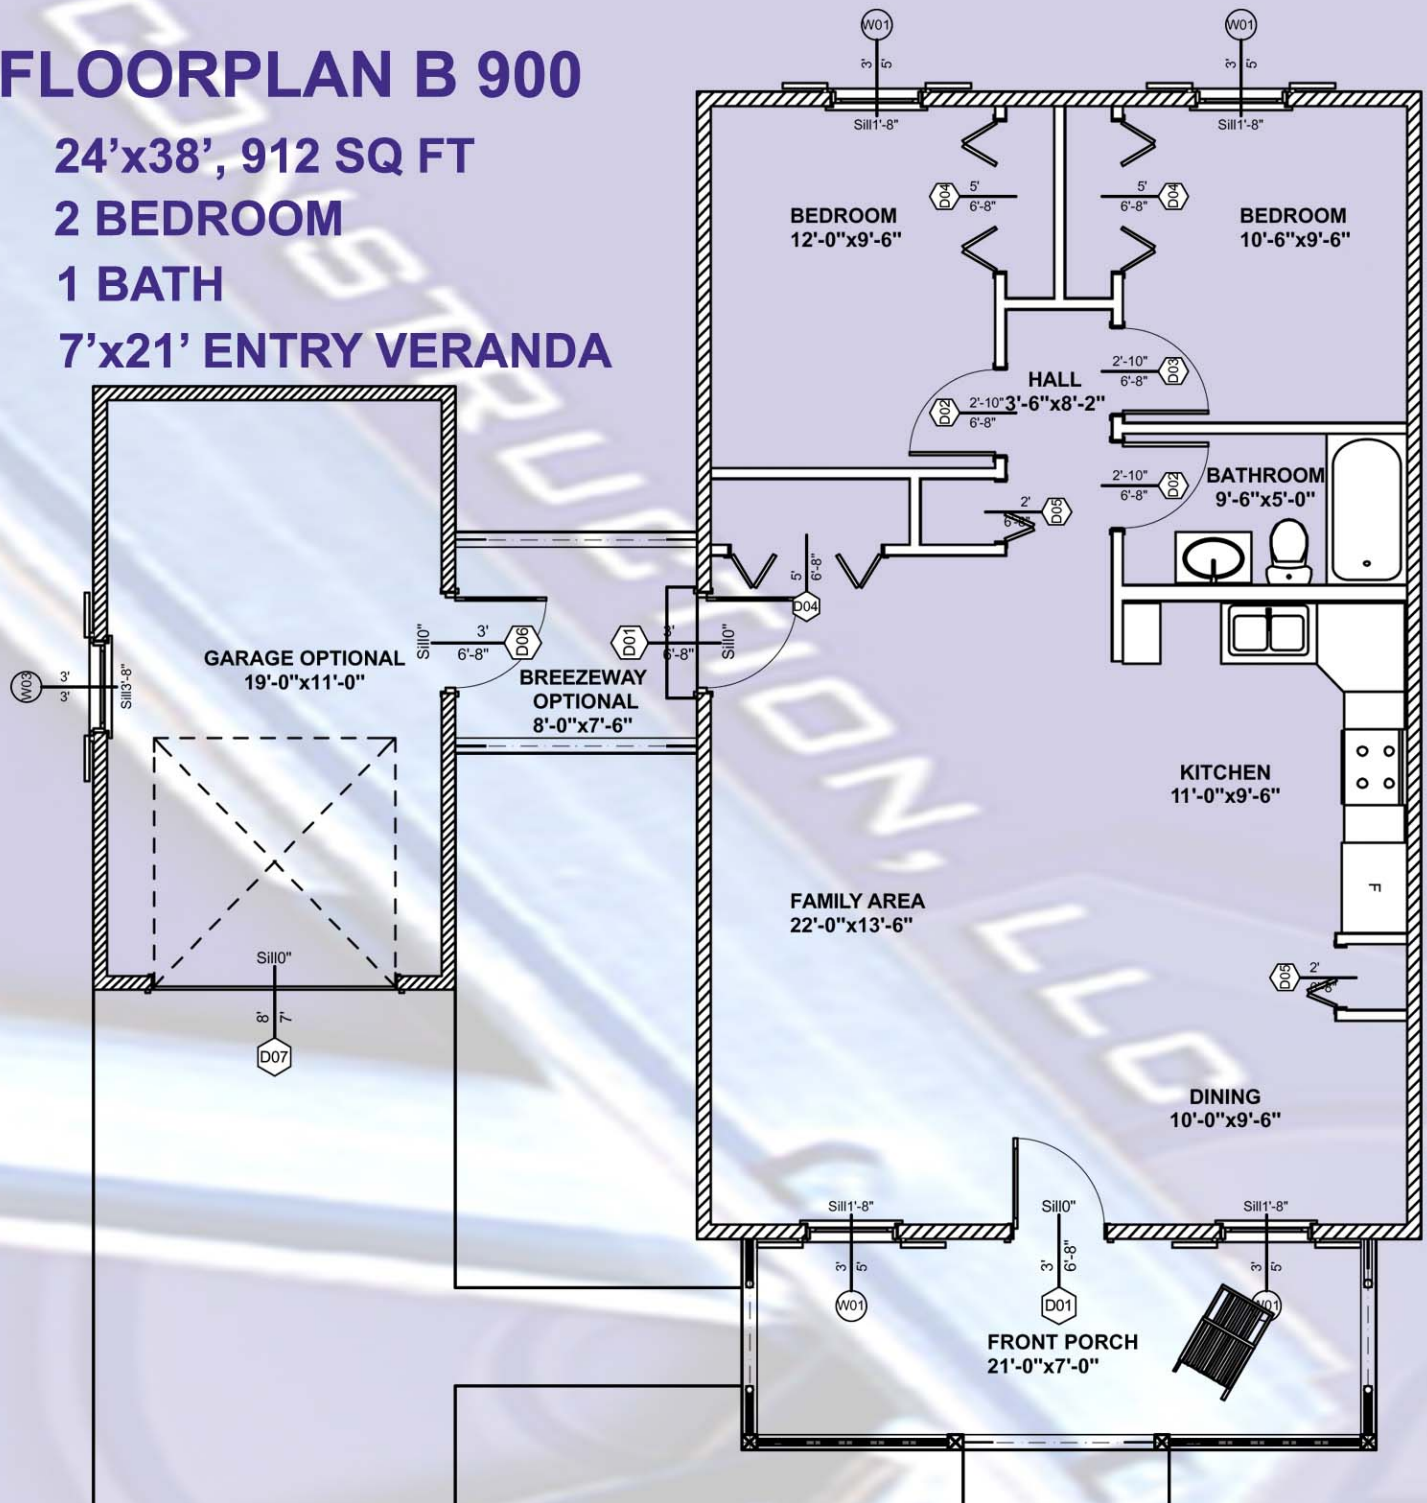 FLOORPLAN B 900
24'x38', 912 SQ FT
2 BEDROOM
1 BATH
7'x21' ENTRY VERANDA
CONSTRUCTION, LLC
W01
3'
5'
Sill1'-8"
W01
3'
5'
Sill1'-8"
BEDROOM
12'-0"x9'-6"
D04
5'
6'-8"
5'
6'-8"
D04
BEDROOM
10'-6"x9'-6"
HALL
3'-6"x8'-2"
2'-10"
6'-8"
D03
D02
2'-10"
6'-8"
2'-10"
6'-8"
D02
BATHROOM
9'-6"x5'-0"
2'
6'-8"
D05
5'
6'-8"
D04
GARAGE OPTIONAL
19'-0"x11'-0"
Sill0"
3'
6'-8"
D06
D01
3'
6'-8"
Sill0"
BREEZEWAY
OPTIONAL
8'-0"x7'-6"
W03
3'
3'
Sill3'-8"
KITCHEN
11'-0"x9'-6"
F
FAMILY AREA
22'-0"x13'-6"
D05
2'
6'-8"
Sill0"
8'
7'
D07
DINING
10'-0"x9'-6"
Sill1'-8"
3'
5'
W01
Sill0"
3'
6'-8"
D01
Sill1'-8"
3'
5'
W01
FRONT PORCH
21'-0"x7'-0"